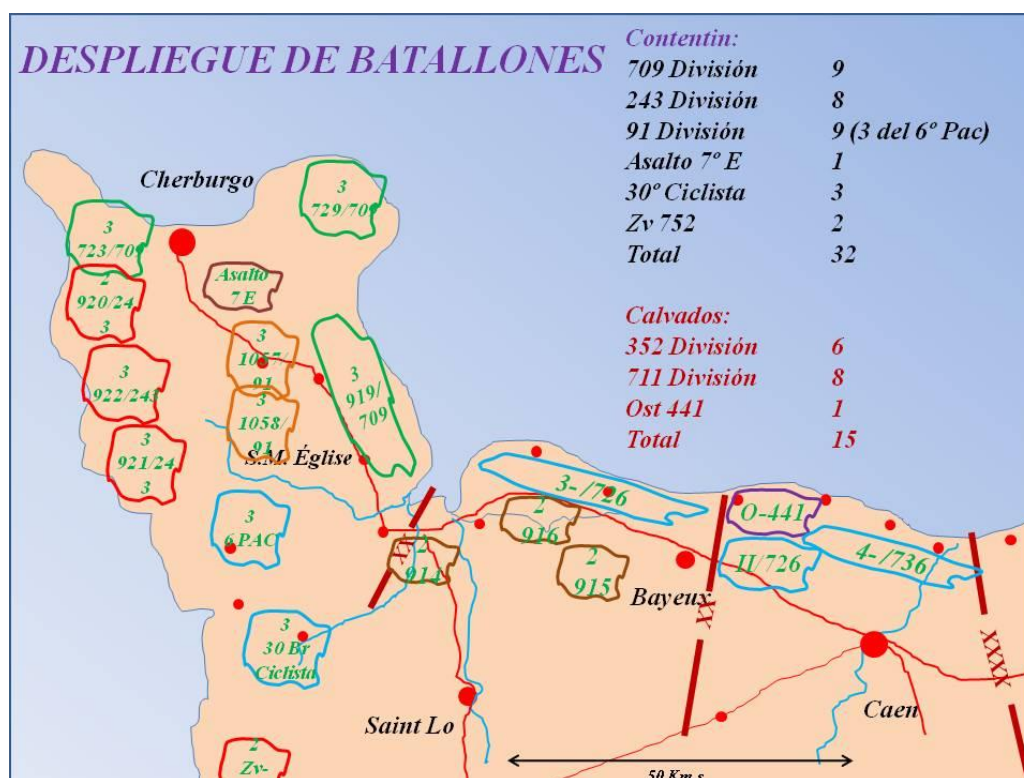 DESPLIEGUE DE BATALLONES
Contentin:
709 División 9
243 División 8
91 División 9 (3 del 6º Pac)
Asalto 7º E 1
30º Ciclista 3
Zv 752 2
Total 32
Calvados:
352 División 6
711 División 8
Ost 441 1
Total 15
Cherburgo
3
729/709
3
723/709
2
920/24
3
Asalto
7 E
3
1057/
91
3
919/
709
3
922/243
3
1058/
91
S.M. Église
3
921/24
3
3-/726
O-441
3
6 PAC
2
916
XX
2
914
2
915
II/726
4-/736
Bayeux
XX
XXXX
3
30 Br
Ciclista
Saint Lo
Caen
2
Zv-
50 Km s